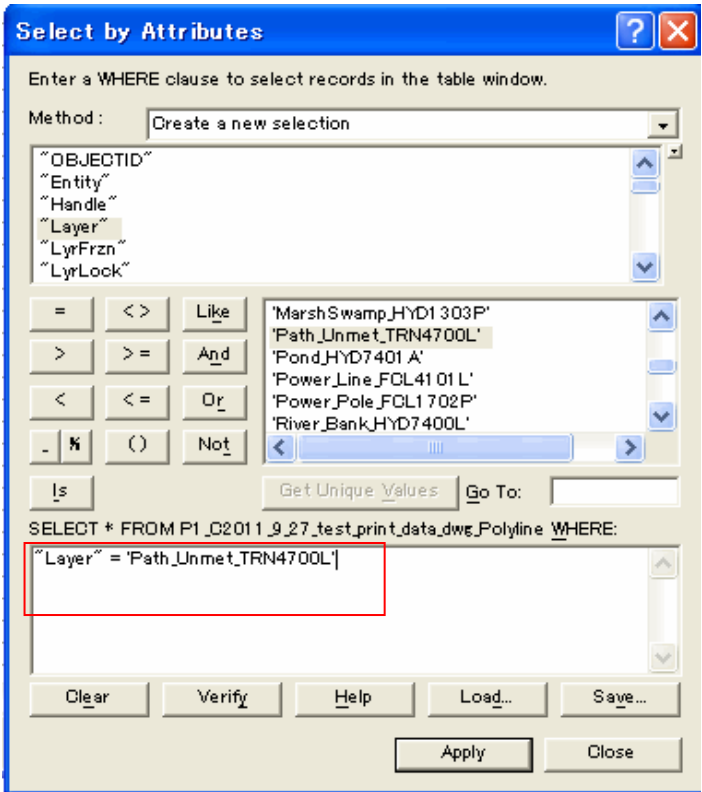 Select by Attributes
Enter a WHERE clause to select records in the table window.
Method : Create a new selection
"OBJECTID"
"Entity"
"Handle"
"Layer"
"LyrFrzn"
"LyrLock"
= <> Like
> >= And
< <= Or
_ % () Not
Is
'MarshSwamp_HYD1303P'
'Path_Unmet_TRN4700L'
'Pond_HYD7401A'
'Power_Line_FCL4101L'
'Power_Pole_FCL1702P'
'River_Bank_HYD7400L'
Get Unique Values Go To:
SELECT * FROM P1_C2011_9_27_test_print_data_dwg_Polyline WHERE:
"Layer" = 'Path_Unmet_TRN4700L'
Clear Verify Help Load... Save...
Apply Close